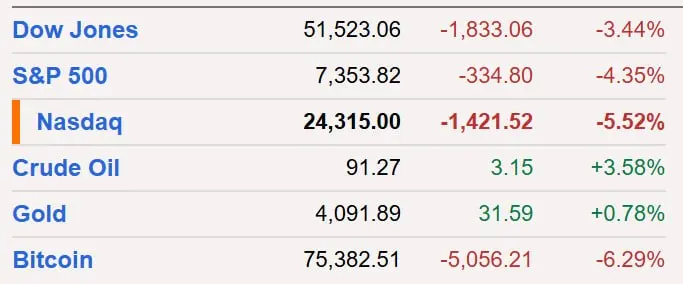 Dow Jones 51,523.06 -1,833.06 -3.44%
S&P 500 7,353.82 -334.80 -4.35%
Nasdaq 24,315.00 -1,421.52 -5.52%
Crude Oil 91.27 3.15 +3.58%
Gold 4,091.89 31.59 +0.78%
Bitcoin 75,382.51 -5,056.21 -6.29%